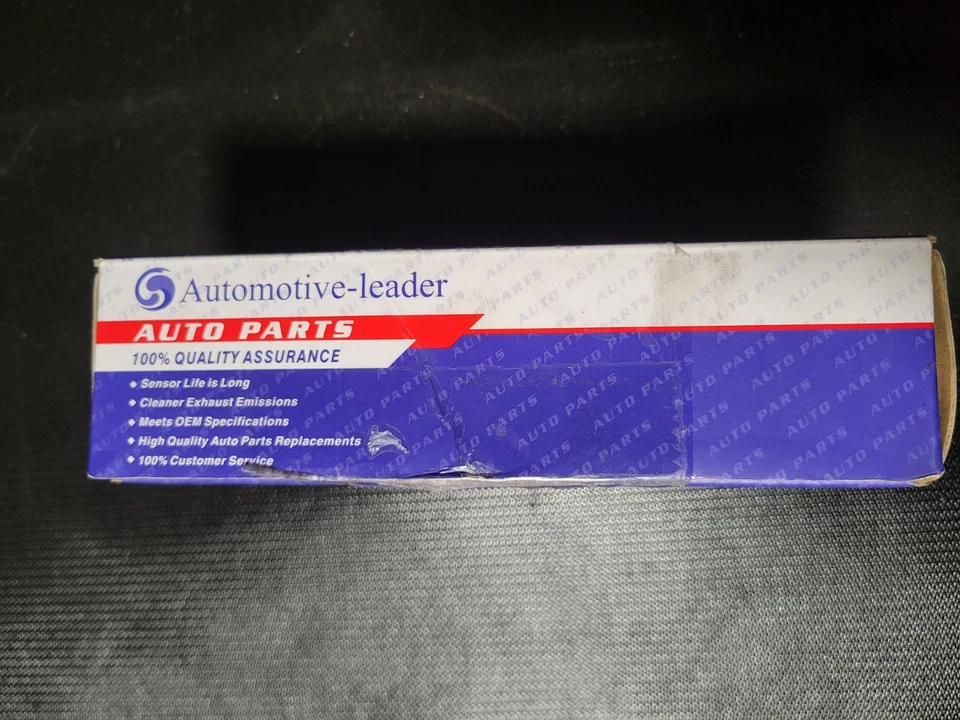 Automotive-leader
AUTO PARTS
100% QUALITY ASSURANCE
Sensor Life is Long
Cleaner Exhaust Emissions
Meets OEM Specifications
High Quality Auto Parts Replacements
100% Customer Service